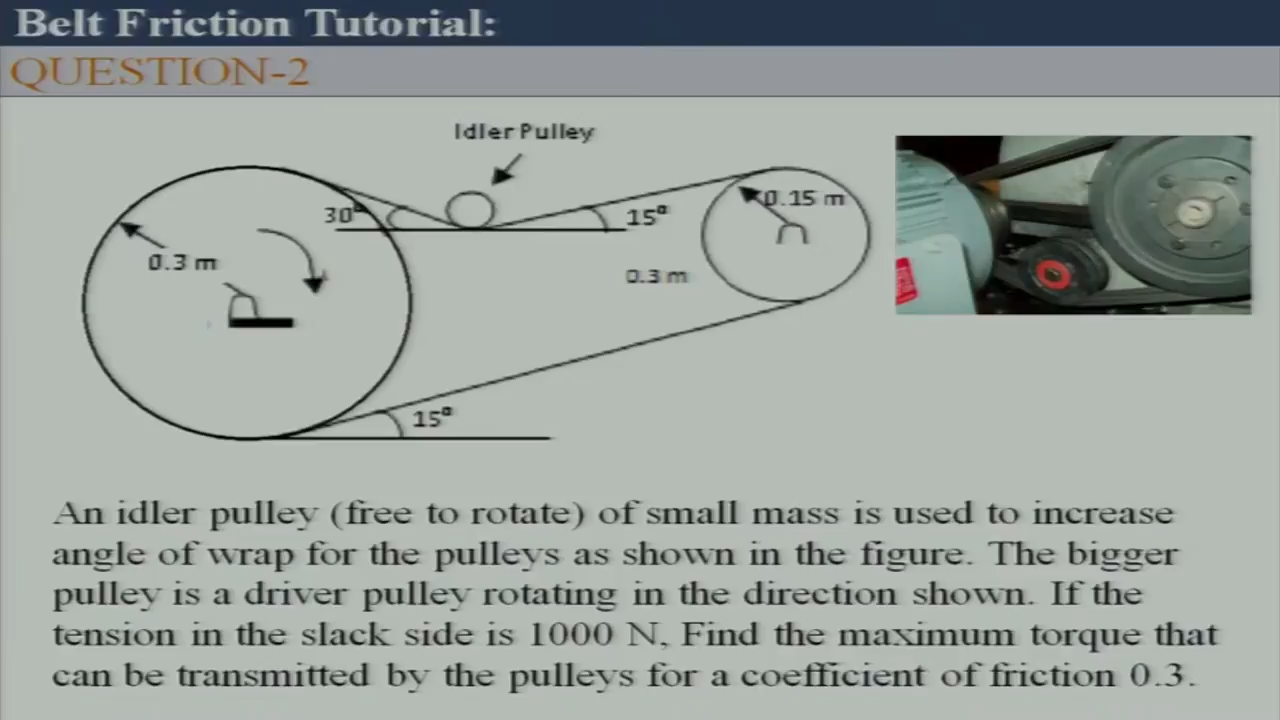 Belt Friction Tutorial:
QUESTION-2
Idler Pulley
30º
15º
0.15 m
0.3 m
0.3 m
15º
An idler pulley (free to rotate) of small mass is used to increase
angle of wrap for the pulleys as shown in the figure. The bigger
pulley is a driver pulley rotating in the direction shown. If the
tension in the slack side is 1000 N, Find the maximum torque that
can be transmitted by the pulleys for a coefficient of friction 0.3.